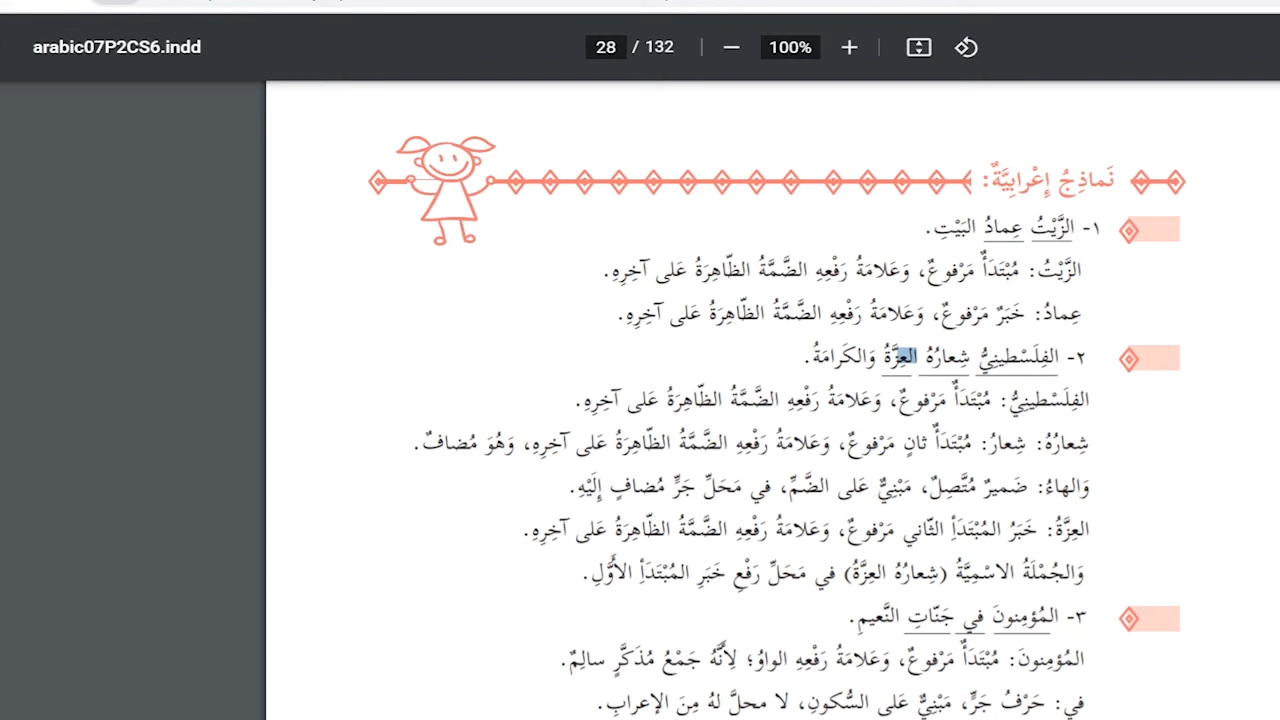 arabic07P2CS6.indd
28 / 132
100%
نَماذِجُ إِعْرابِيَّةٌ:
١- الزَّيْتُ عِمادُ البَيْتِ.
الزَّيْتُ: مُبْتَدَأٌ مَرْفوعٌ، وَعَلامَةُ رَفْعِهِ الضَّمَّةُ الظّاهِرَةُ عَلى آخِرِهِ.
عِمادُ: خَبَرٌ مَرْفوعٌ، وَعَلامَةُ رَفْعِهِ الضَّمَّةُ الظّاهِرَةُ عَلى آخِرِهِ.
٢- الفِلَسْطينِيُّ شِعارُهُ العِزَّةُ وَالكَرامَةُ.
الفِلَسْطينِيُّ: مُبْتَدَأٌ مَرْفوعٌ، وَعَلامَةُ رَفْعِهِ الضَّمَّةُ الظّاهِرَةُ عَلى آخِرِهِ.
شِعارُهُ: شِعارُ: مُبْتَدَأٌ ثانٍ مَرْفوعٌ، وَعَلامَةُ رَفْعِهِ الضَّمَّةُ الظّاهِرَةُ عَلى آخِرِهِ، وَهُوَ مُضافٌ.
وَالهاءُ: ضَميرٌ مُتَّصِلٌ، مَبْنِيٌّ عَلى الضَّمِّ، في مَحَلِّ جَرٍّ مُضافٍ إِلَيْهِ.
العِزَّةُ: خَبَرُ المُبْتَدَأِ الثّاني مَرْفوعٌ، وَعَلامَةُ رَفْعِهِ الضَّمَّةُ الظّاهِرَةُ عَلى آخِرِهِ.
وَالجُمْلَةُ الاسْمِيَّةُ (شِعارُهُ العِزَّةُ) في مَحَلِّ رَفْعِ خَبَرِ المُبْتَدَأِ الأَوَّلِ.
٣- المُؤمِنونَ في جَنّاتِ النَّعيمِ.
المُؤمِنونَ: مُبْتَدَأٌ مَرْفوعٌ، وَعَلامَةُ رَفْعِهِ الواوُ؛ لِأَنَّهُ جَمْعُ مُذَكَّرٍ سالِمٌ.
في: حَرْفُ جَرٍّ، مَبْنِيٌّ عَلى السُّكونِ، لا محلَّ لهُ مِنَ الإعرابِ.